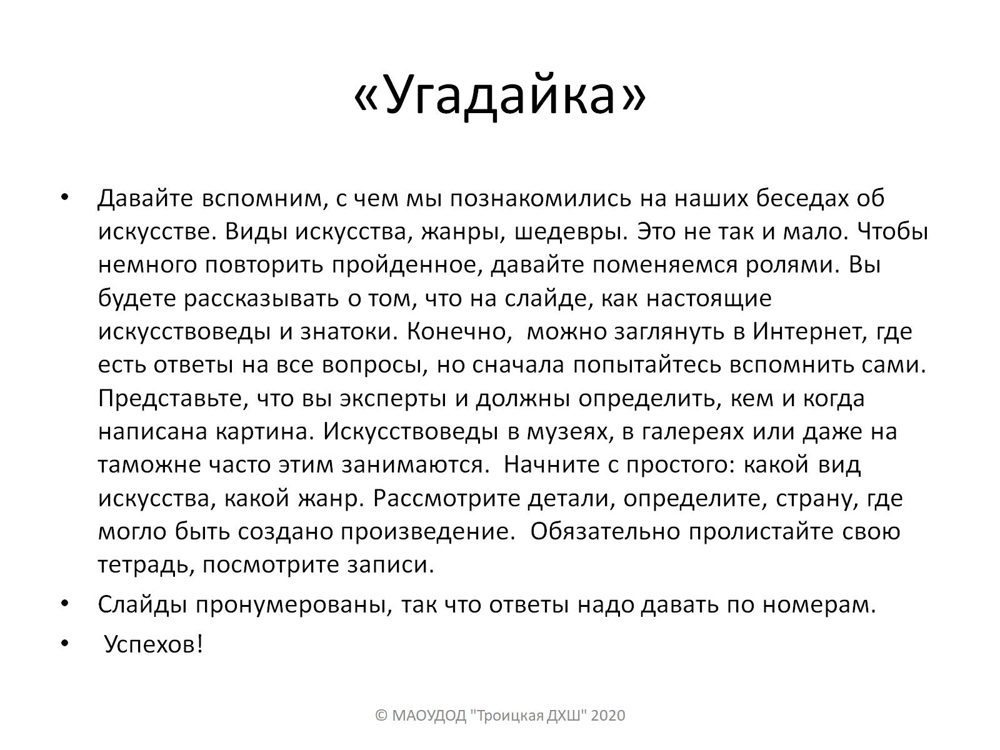 «Угадайка»
• Давайте вспомним, с чем мы познакомились на наших беседах об
искусстве. Виды искусства, жанры, шедевры. Это не так и мало. Чтобы
немного повторить пройденное, давайте поменяемся ролями. Вы
будете рассказывать о том, что на слайде, как настоящие
искусствоведы и знатоки. Конечно,  можно заглянуть в Интернет, где
есть ответы на все вопросы, но сначала попытайтесь вспомнить сами.
Представьте, что вы эксперты и должны определить, кем и когда
написана картина. Искусствоведы в музеях, в галереях или даже на
таможне часто этим занимаются.  Начните с простого: какой вид
искусства, какой жанр. Рассмотрите детали, определите, страну, где
могло быть создано произведение.  Обязательно пролистайте свою
тетрадь, посмотрите записи.
• Слайды пронумерованы, так что ответы надо давать по номерам.
• Успехов!
© МАОУДОД "Троицкая ДХШ" 2020